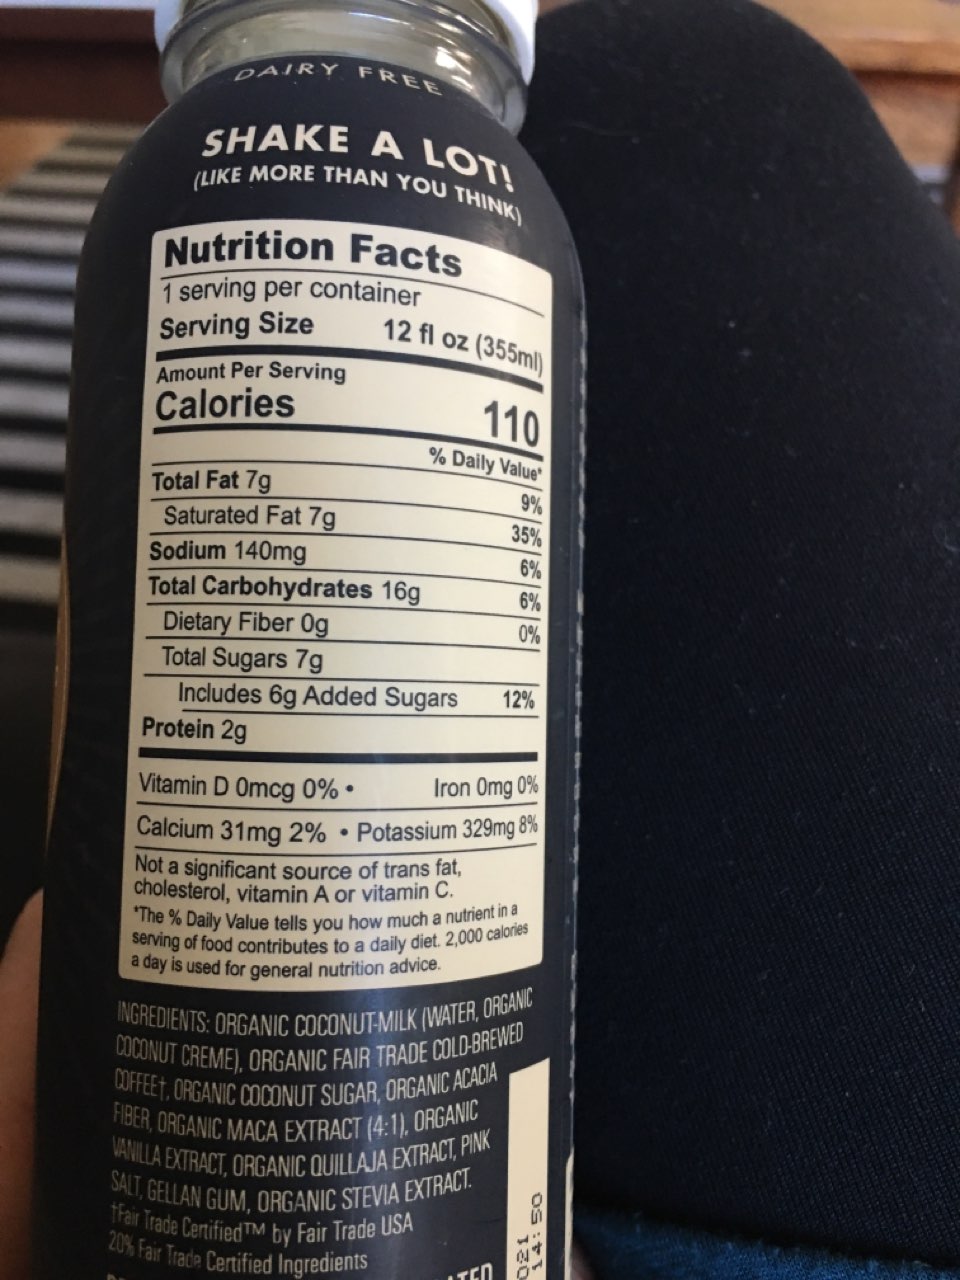 DAIRY FREE
SHAKE A LOT!
(LIKE MORE THAN YOU THINK)
Nutrition Facts
1 serving per container
Serving Size 12 fl oz (355ml)
Amount Per Serving
Calories 110
% Daily Value*
Total Fat 7g 9%
Saturated Fat 7g 35%
Sodium 140mg 6%
Total Carbohydrates 16g 6%
Dietary Fiber 0g 0%
Total Sugars 7g
Includes 6g Added Sugars 12%
Protein 2g
Vitamin D 0mcg 0% • Iron 0mg 0%
Calcium 31mg 2% • Potassium 329mg 8%
Not a significant source of trans fat,
cholesterol, vitamin A or vitamin C.
*The % Daily Value tells you how much a nutrient in a
serving of food contributes to a daily diet. 2,000 calories
a day is used for general nutrition advice.
INGREDIENTS: ORGANIC COCONUT-MILK (WATER, ORGANIC
COCONUT CREME), ORGANIC FAIR TRADE COLD-BREWED
COFFEE†, ORGANIC COCONUT SUGAR, ORGANIC ACACIA
FIBER, ORGANIC MACA EXTRACT (4:1), ORGANIC
VANILLA EXTRACT, ORGANIC QUILLAJA EXTRACT, PINK
SALT, GELLAN GUM, ORGANIC STEVIA EXTRACT.
†Fair Trade Certified™ by Fair Trade USA
20% Fair Trade Certified Ingredients
021
14:50